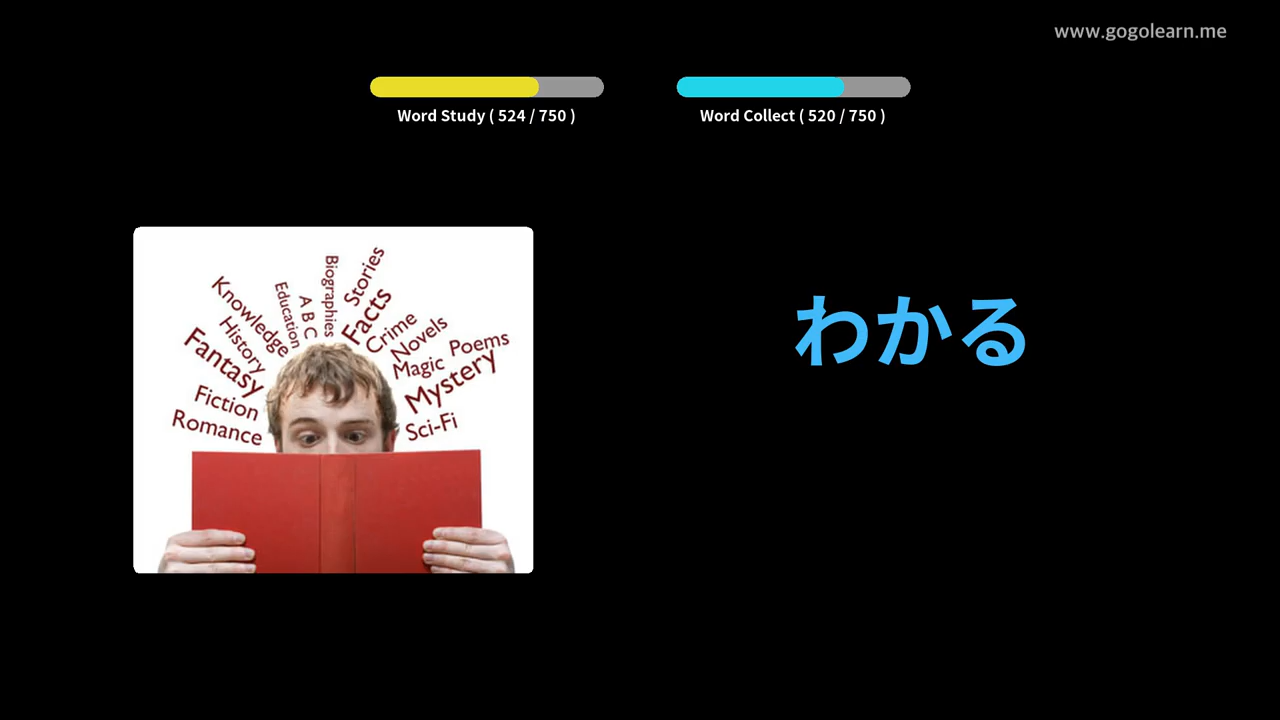 www.gogolearn.me
Word Study ( 524 / 750 )
Word Collect ( 520 / 750 )
Romance
Fiction
Fantasy
History
Knowledge
Education
A B C
Biographies
Stories
Facts
Crime
Novels
Magic
Poems
Mystery
Sci-Fi
わかる